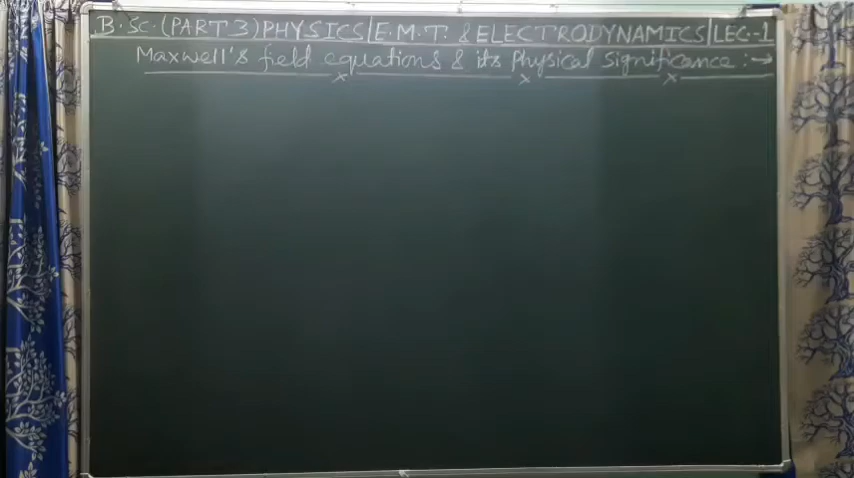 B.Sc.(PART 3)PHYSICS|E.M.T. & ELECTRODYNAMICS|LEC-1
Maxwell's field equations & its Physical Significance :→